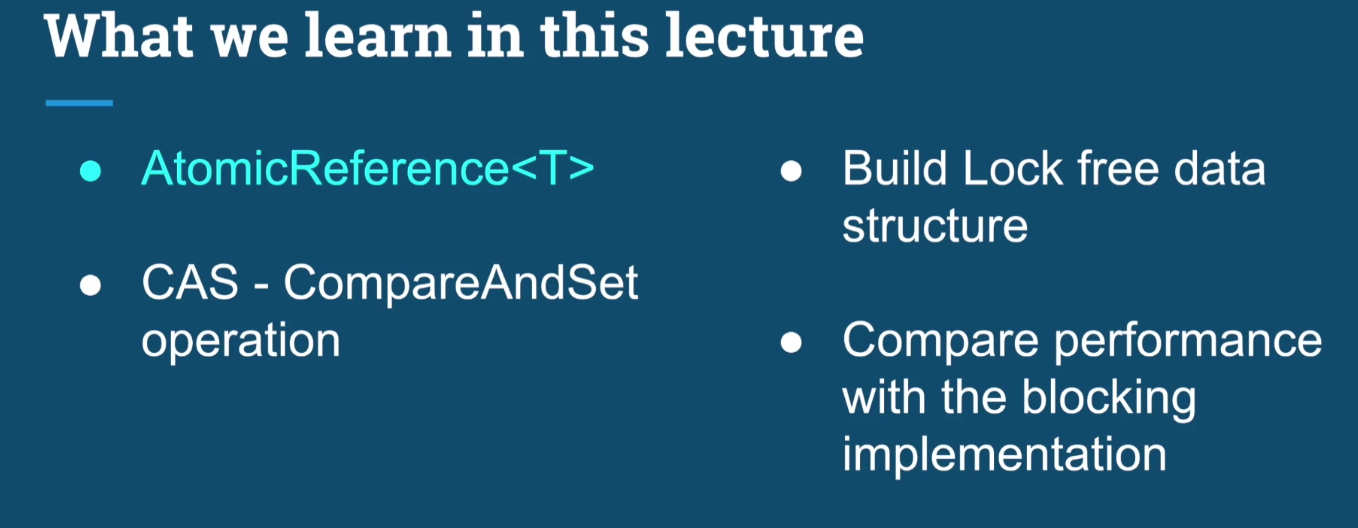 What we learn in this lecture
● AtomicReference<T>
● CAS - CompareAndSet
operation
● Build Lock free data
structure
● Compare performance
with the blocking
implementation